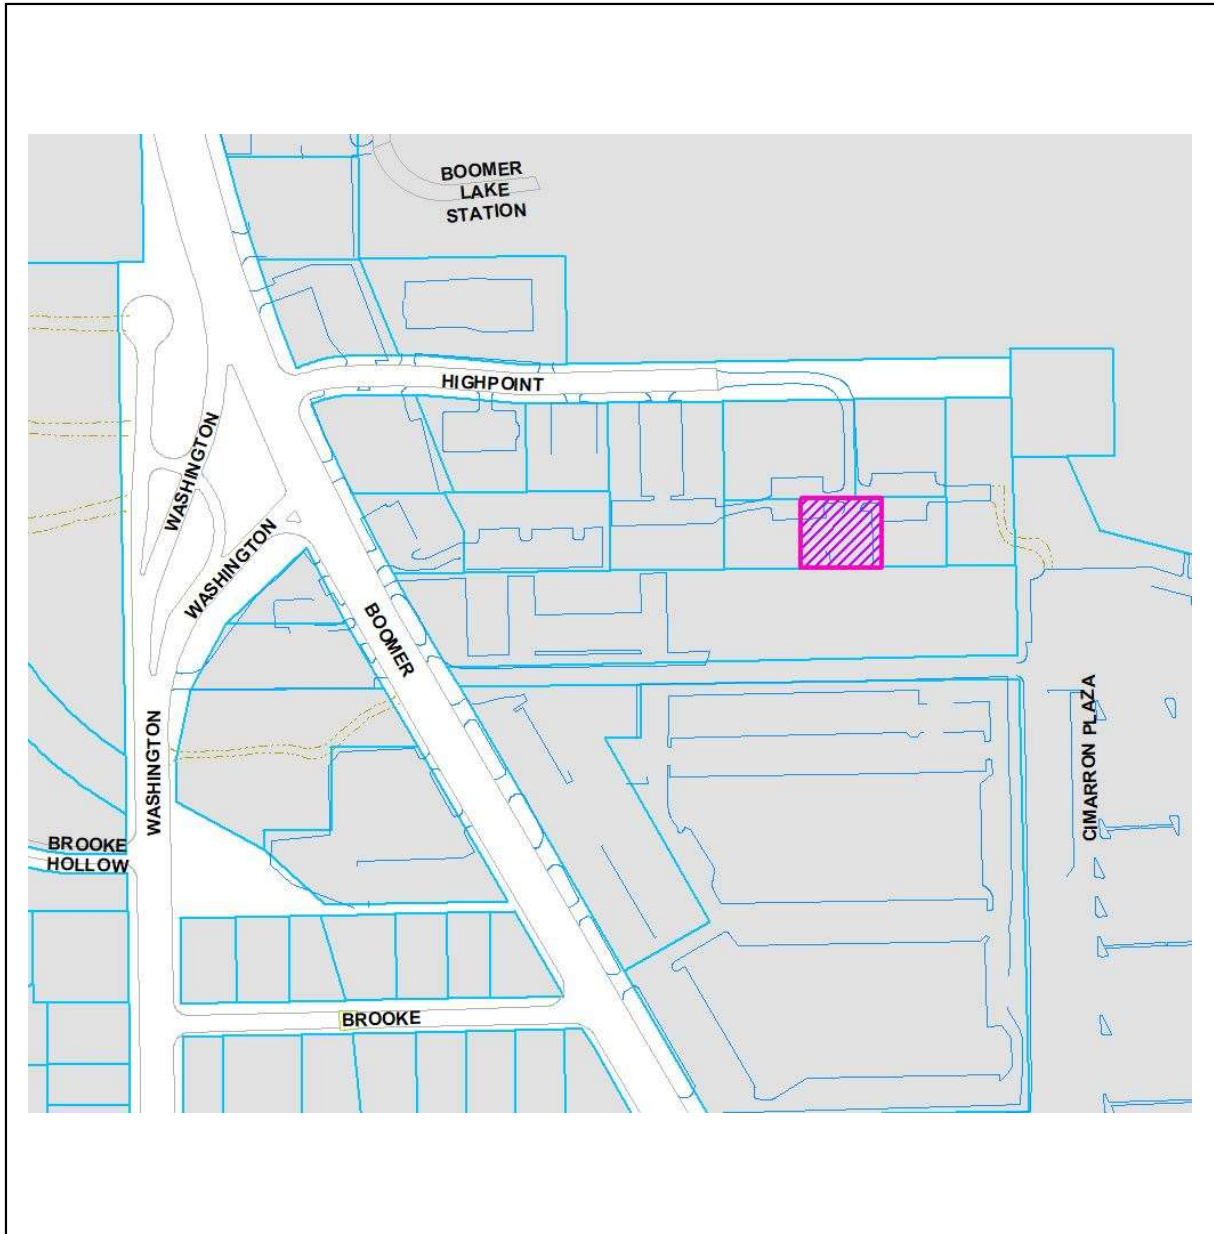 BOOMER
LAKE
STATION
HIGHPOINT
WASHINGTON
WASHINGTON
BOOMER
CIMARRON PLAZA
WASHINGTON
BROOKE
HOLLOW
BROOKE